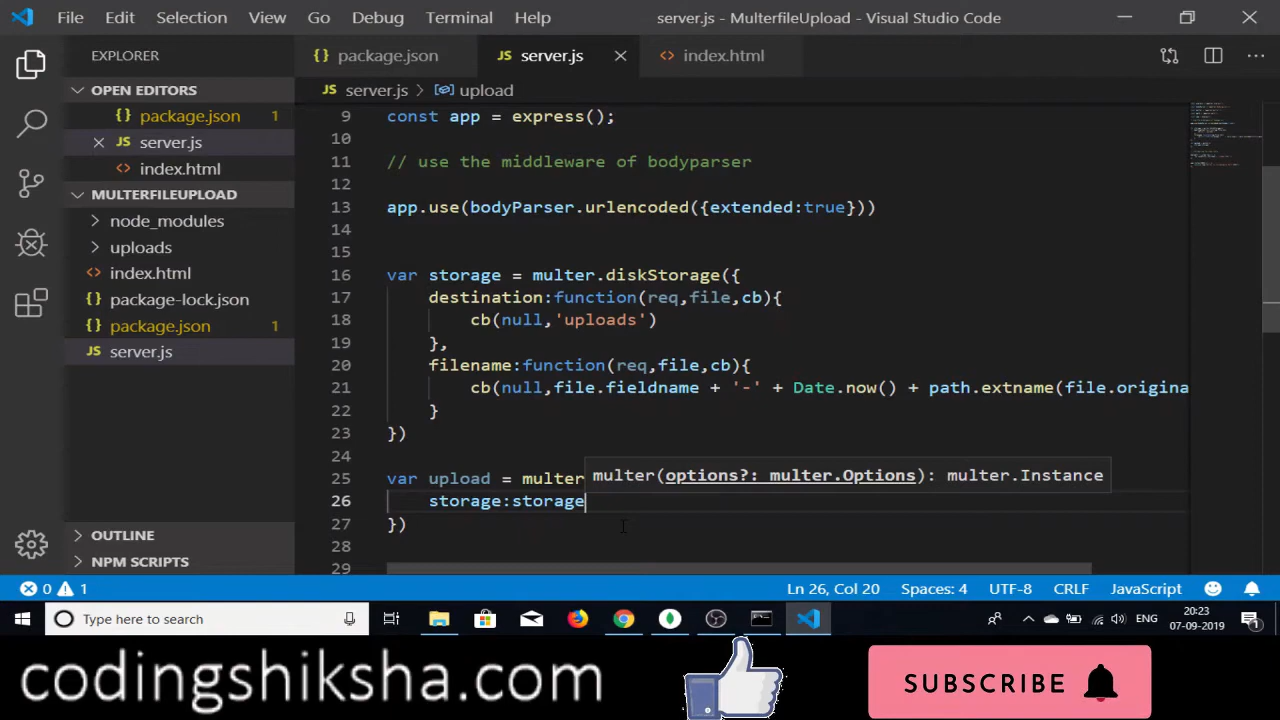 File Edit Selection View Go Debug Terminal Help server.js - MulterfileUpload - Visual Studio Code
EXPLORER
{} package.json JS server.js <> index.html
OPEN EDITORS
{} package.json 1
JS server.js
<> index.html
MULTERFILEUPLOAD
node_modules
uploads
<> index.html
package-lock.json
package.json 1
JS server.js
OUTLINE
NPM SCRIPTS
JS server.js > upload
9 const app = express();
10
11 // use the middleware of bodyparser
12
13 app.use(bodyParser.urlencoded({extended:true}))
14
15
16 var storage = multer.diskStorage({
17 destination:function(req,file,cb){
18 cb(null,'uploads')
19 },
20 filename:function(req,file,cb){
21 cb(null,file.fieldname + '-' + Date.now() + path.extname(file.origina
22 }
23 })
24
25 var upload = multer
multer(options?: multer.Options): multer.Instance
26 storage:storage
27 })
28
29
0 1 Ln 26, Col 20 Spaces: 4 UTF-8 CRLF JavaScript
Type here to search ENG 20:23
07-09-2019 1
codingshiksha.com SUBSCRIBE